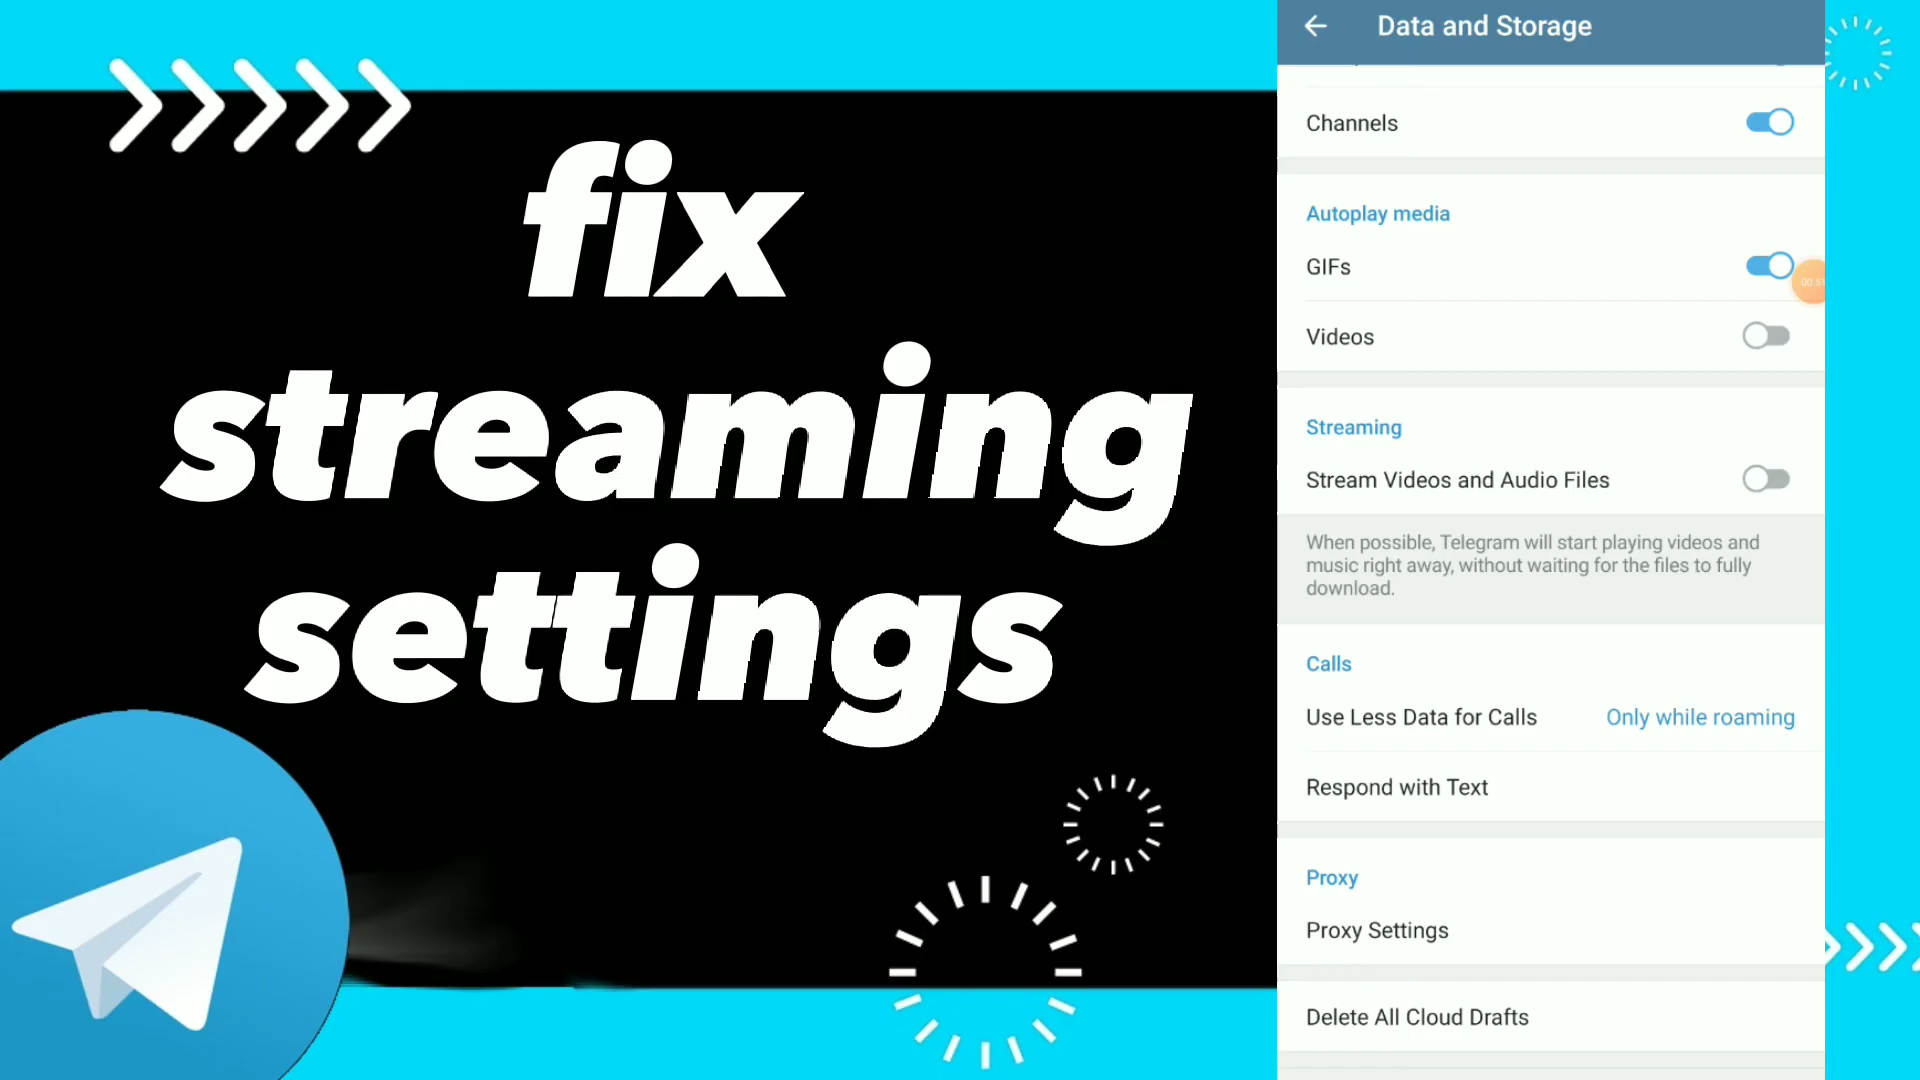 fix
streaming
settings
Data and Storage
Channels
Autoplay media
GIFs
Videos
Streaming
Stream Videos and Audio Files
When possible, Telegram will start playing videos and
music right away, without waiting for the files to fully
download.
Calls
Use Less Data for Calls Only while roaming
Respond with Text
Proxy
Proxy Settings
Delete All Cloud Drafts